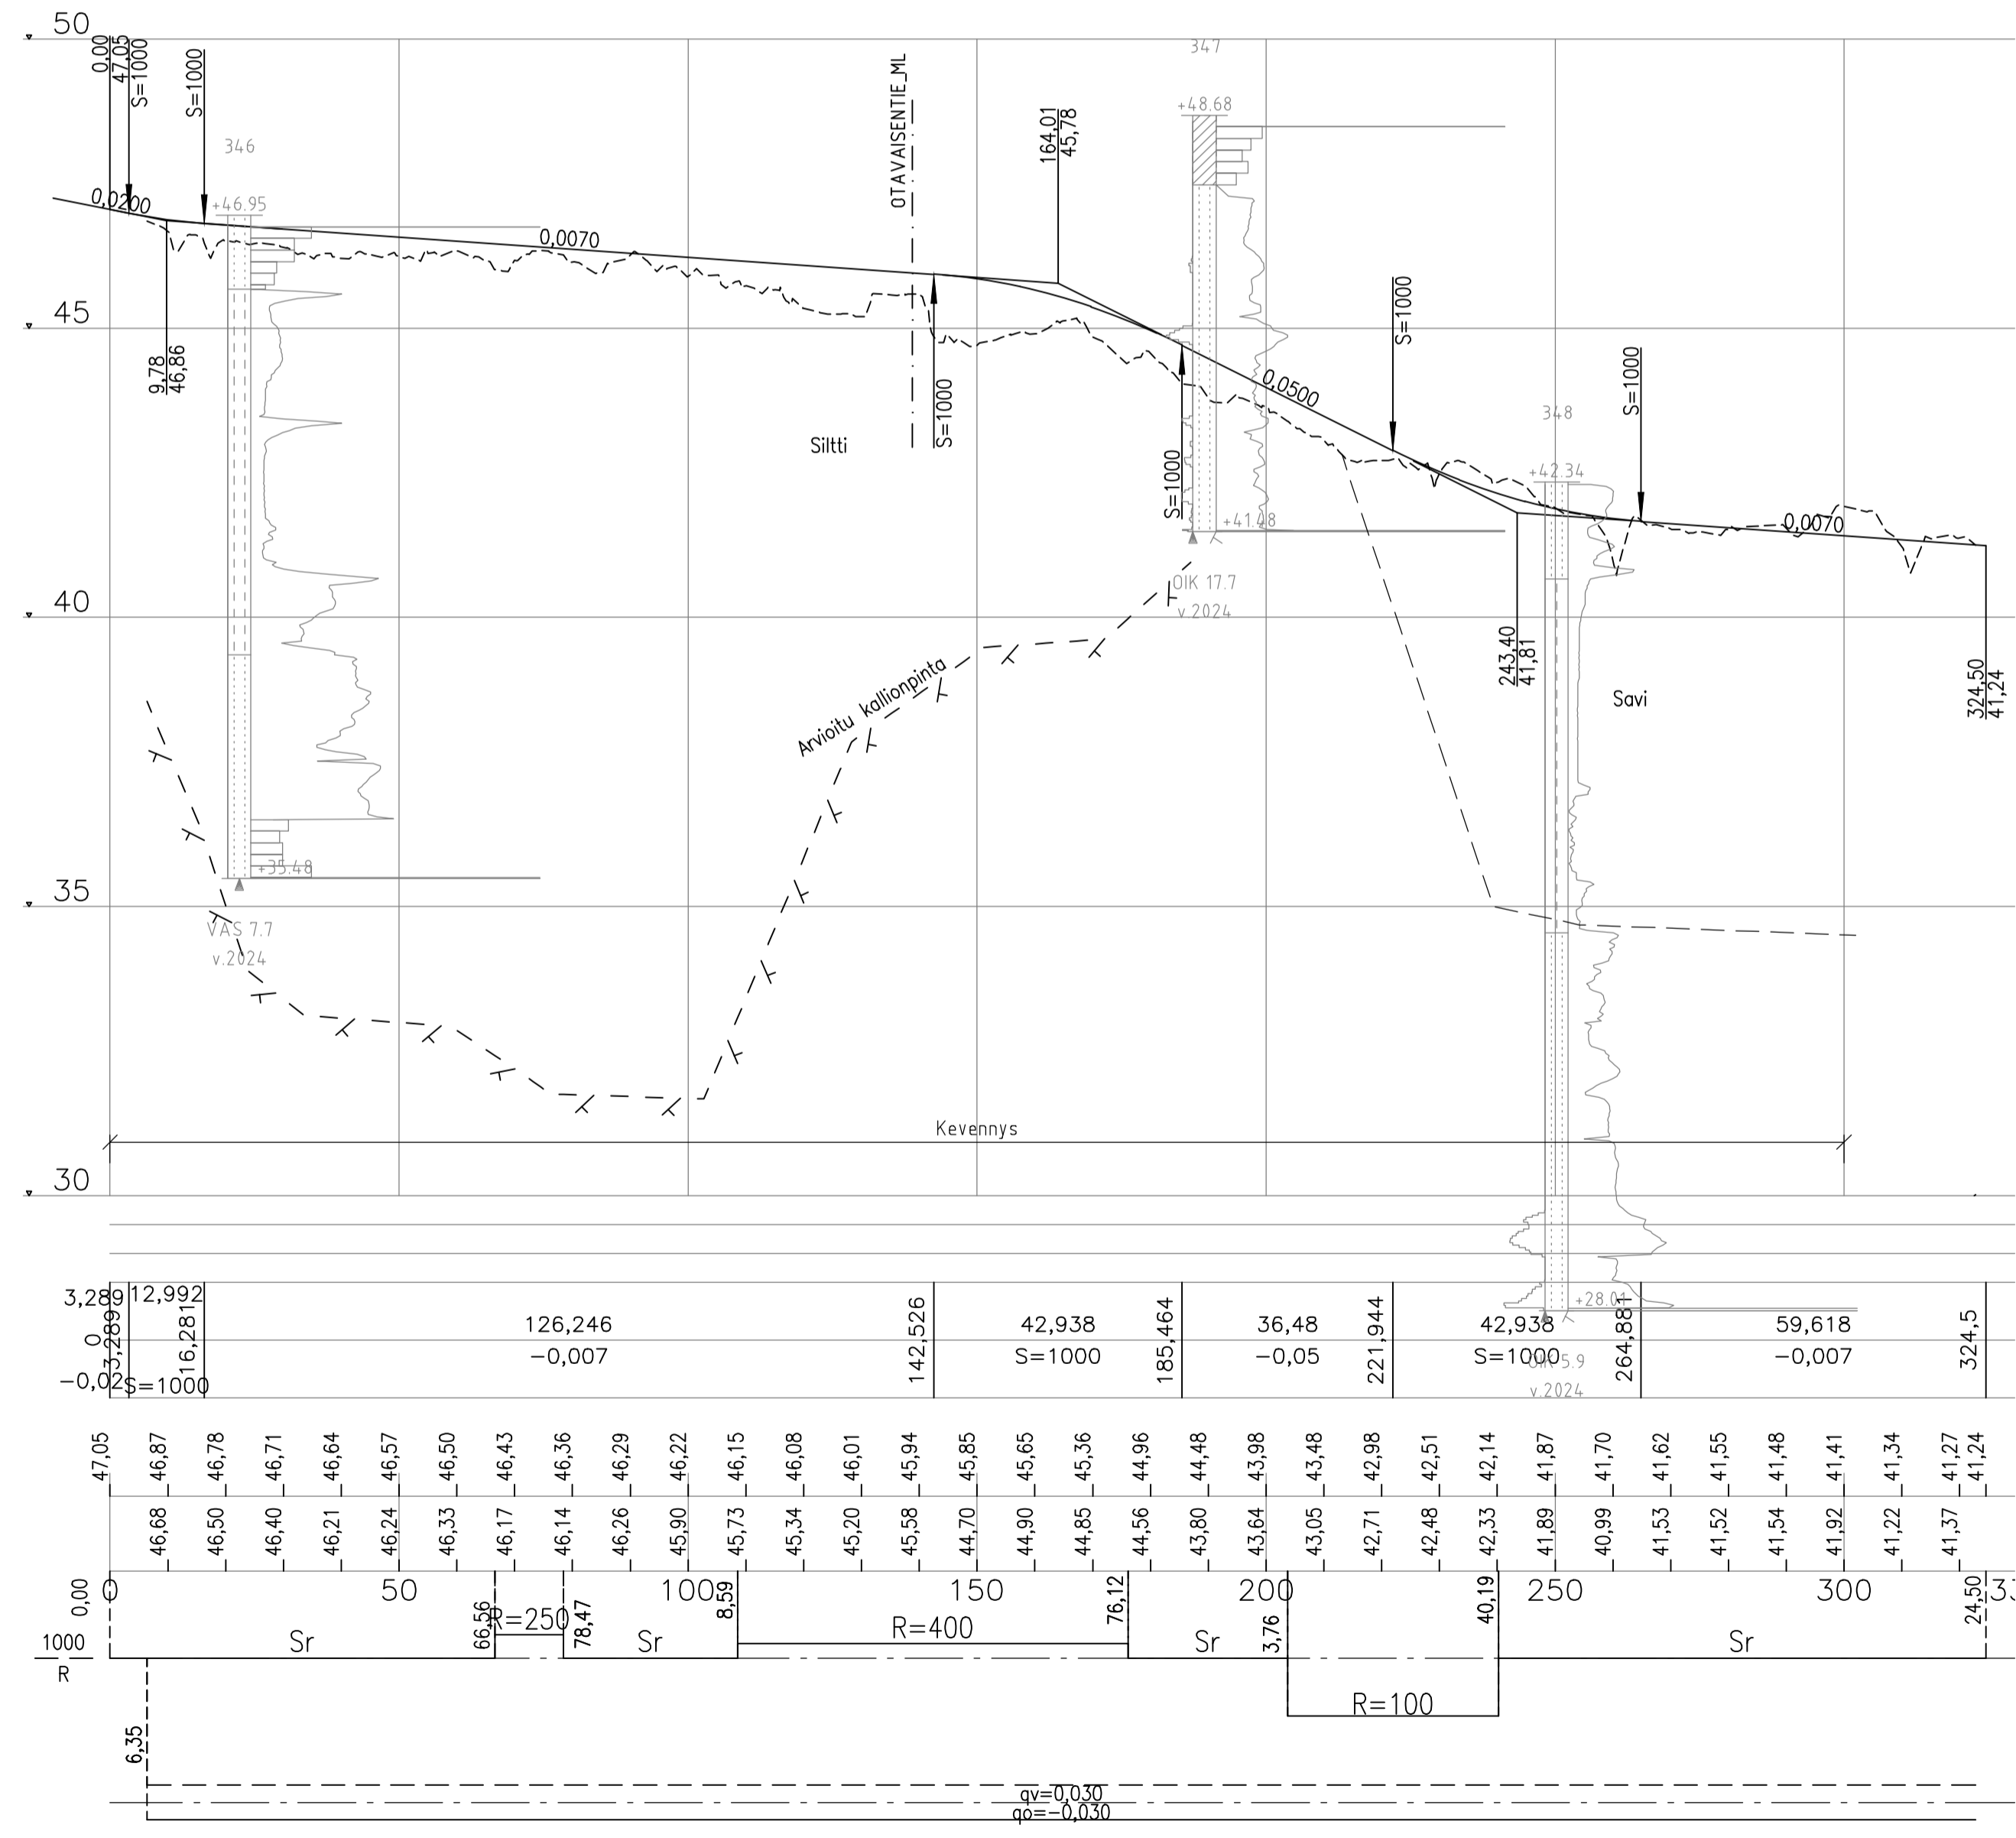 50
0,00
47,05
S=1000
S=1000
346
+46.95
0,0200
0,0070
OTAVAISENTIE_ML
164,01
45,78
347
+48.68
45
9,78
46,86
Siltti
S=1000
S=1000
0,0500
S=1000
S=1000
348
+42.34
0,0070
+41.48
OIK 17.7
v.2024
40
243,40
41,81
Savi
324,50
41,24
Arvioitu kallionpinta
+35.48
35
VAS 7.7
v.2024
Kevennys
30
3,289
0
-0,02
3,289
12,992
S=1000
16,281
126,246
-0,007
142,526
42,938
S=1000
185,464
36,48
-0,05
221,944
42,938
S=1000
+28.01
OIK 5.9
v.2024
264,881
59,618
-0,007
324,5
47,05 46,87 46,78 46,71 46,64 46,57 46,50 46,43 46,36 46,29 46,22 46,15 46,08 46,01 45,94 45,85 45,65 45,36 44,96 44,48 43,98 43,48 42,98 42,51 42,14 41,87 41,70 41,62 41,55 41,48 41,41 41,34 41,27 41,24
46,68 46,50 46,40 46,21 46,24 46,33 46,17 46,14 46,26 45,90 45,73 45,34 45,20 45,58 44,70 44,90 44,85 44,56 43,80 43,64 43,05 42,71 42,48 42,33 41,89 40,99 41,53 41,52 41,54 41,92 41,22 41,37
0 50 100 150 200 250 300
0,00
66,56
R=250
78,47
8,59
R=400
76,12
3,76
40,19
24,50
1000
R
Sr
Sr
Sr
Sr
R=100
6,35
qv=0,030
qo=-0,030